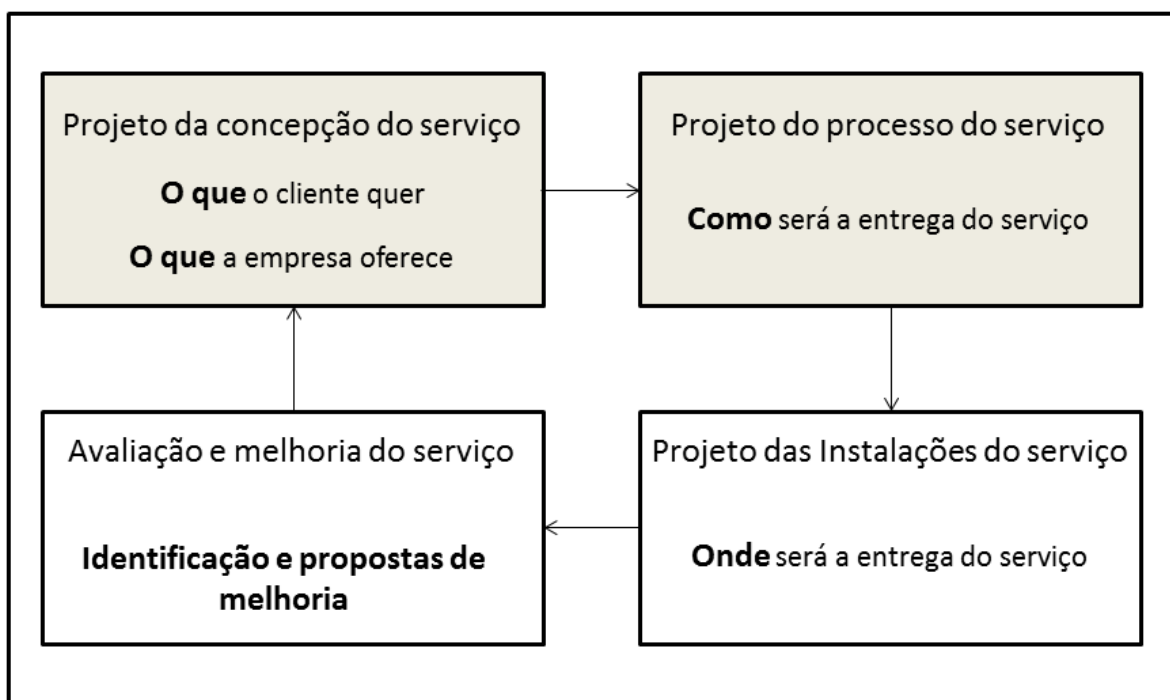 Projeto da concepção do serviço
O que o cliente quer
O que a empresa oferece
Projeto do processo do serviço
Como será a entrega do serviço
Avaliação e melhoria do serviço
Identificação e propostas de
melhoria
Projeto das Instalações do serviço
Onde será a entrega do serviço